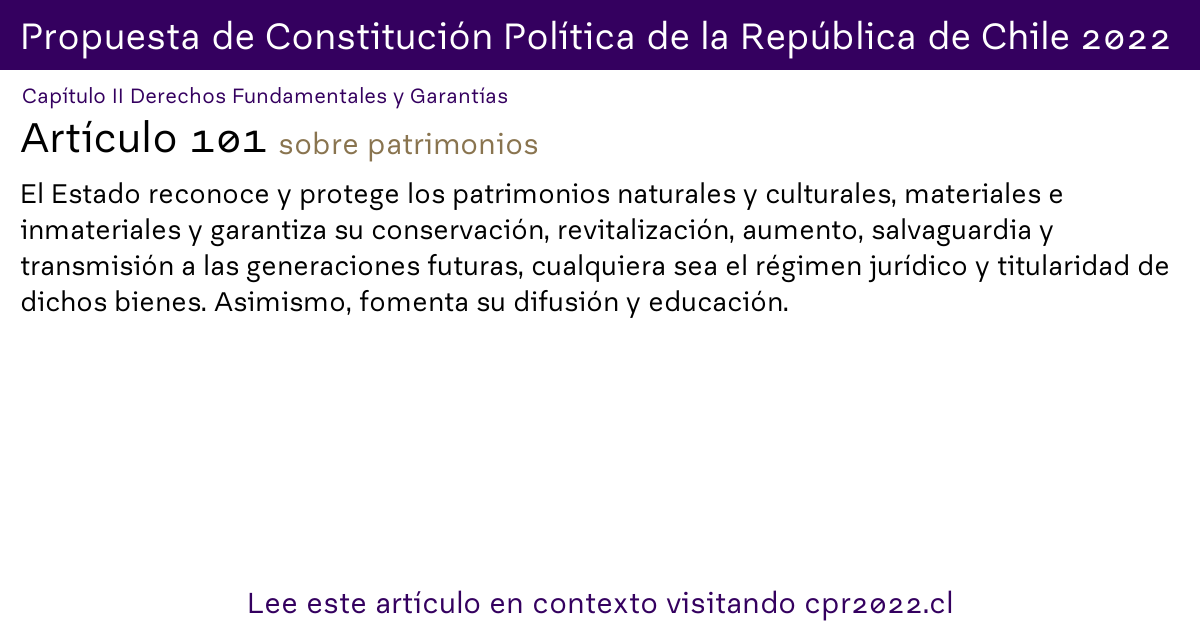 Propuesta de Constitución Política de la República de Chile 2022
Capítulo II Derechos Fundamentales y Garantías
Artículo 101 sobre patrimonios
El Estado reconoce y protege los patrimonios naturales y culturales, materiales e
inmateriales y garantiza su conservación, revitalización, aumento, salvaguardia y
transmisión a las generaciones futuras, cualquiera sea el régimen jurídico y titularidad de
dichos bienes. Asimismo, fomenta su difusión y educación.
Lee este artículo en contexto visitando cpr2022.cl